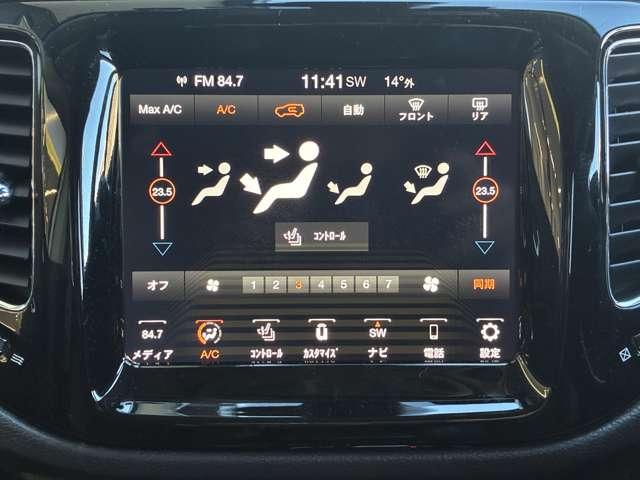 FM 84.7 11:41 SW 14°外
Max A/C A/C 自動 フロント リア
23.5 23.5
ｺﾝﾄﾛｰﾙ
オフ 1 2 3 4 5 6 7 同期
84.7 SW
メディア A/C ｺﾝﾄﾛｰﾙ ｶｽﾀﾏｲｽﾞ ナビ 電話 設定